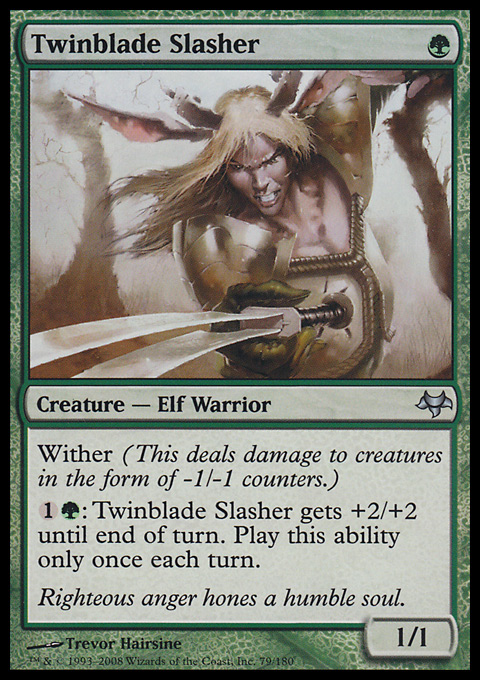 Twinblade Slasher
Creature — Elf Warrior
Wither (This deals damage to creatures
in the form of -1/-1 counters.)
1 : Twinblade Slasher gets +2/+2
until end of turn. Play this ability
only once each turn.
Righteous anger hones a humble soul.
Trevor Hairsine
1/1
™ & © 1993–2008 Wizards of the Coast, Inc. 79/180